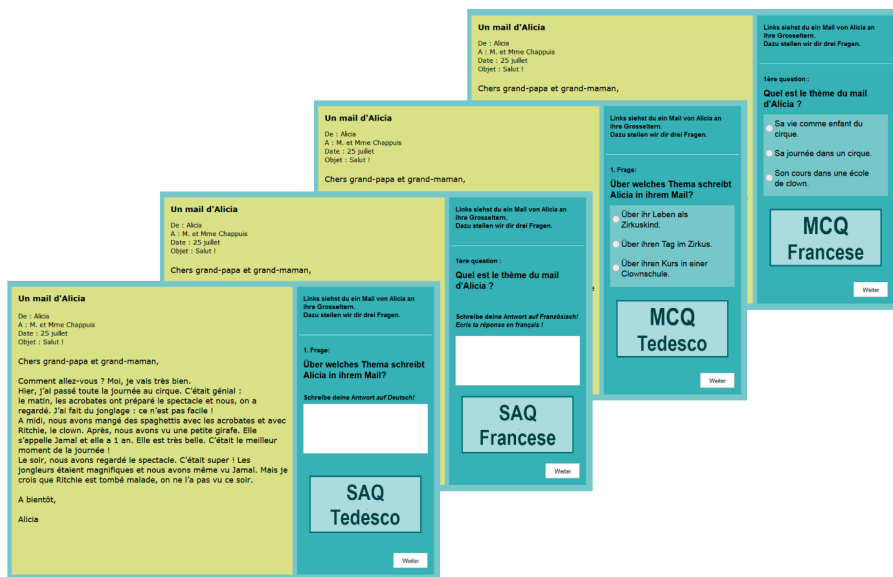 Un mail d'Alicia
De : Alicia
A : M. et Mme Chappuis
Date : 25 juillet
Objet : Salut !
Chers grand-papa et grand-maman,
Links siehst du ein Mail von Alicia an
ihre Grosseltern.
Dazu stellen wir dir drei Fragen.
1ère question :
Quel est le thème du mail
d'Alicia ?
Sa vie comme enfant du
cirque.
Sa journée dans un cirque.
Son cours dans une école
de clown.
MCQ
Francese
Weiter
Un mail d'Alicia
De : Alicia
A : M. et Mme Chappuis
Date : 25 juillet
Objet : Salut !
Chers grand-papa et grand-maman,
Links siehst du ein Mail von Alicia an
ihre Grosseltern.
Dazu stellen wir dir drei Fragen.
1. Frage:
Über welches Thema schreibt
Alicia in ihrem Mail?
Über ihr Leben als
Zirkuskind.
Über ihren Tag im Zirkus.
Über ihren Kurs in einer
Clownschule.
MCQ
Tedesco
Weiter
Un mail d'Alicia
De : Alicia
A : M. et Mme Chappuis
Date : 25 juillet
Objet : Salut !
Chers grand-papa et grand-maman,
Links siehst du ein Mail von Alicia an
ihre Grosseltern.
Dazu stellen wir dir drei Fragen.
1ère question :
Quel est le thème du mail
d'Alicia ?
Schreibe deine Antwort auf Französisch!
Ecris ta réponse en français !
SAQ
Francese
Weiter
Un mail d'Alicia
De : Alicia
A : M. et Mme Chappuis
Date : 25 juillet
Objet : Salut !
Chers grand-papa et grand-maman,
Comment allez-vous ? Moi, je vais très bien.
Hier, j'ai passé toute la journée au cirque. C'était génial :
le matin, les acrobates ont préparé le spectacle et nous, on a
regardé. J'ai fait du jonglage : ce n'est pas facile !
A midi, nous avons mangé des spaghettis avec les acrobates et avec
Ritchie, le clown. Après, nous avons vu une petite girafe. Elle
s'appelle Jamal et elle a 1 an. Elle est très belle. C'était le meilleur
moment de la journée !
Le soir, nous avons regardé le spectacle. C'était super ! Les
jongleurs étaient magnifiques et nous avons même vu Jamal. Mais je
crois que Ritchie est tombé malade, on ne l'a pas vu ce soir.
A bientôt,
Alicia
Links siehst du ein Mail von Alicia an
ihre Grosseltern.
Dazu stellen wir dir drei Fragen.
1. Frage:
Über welches Thema schreibt
Alicia in ihrem Mail?
Schreibe deine Antwort auf Deutsch!
SAQ
Tedesco
Weiter